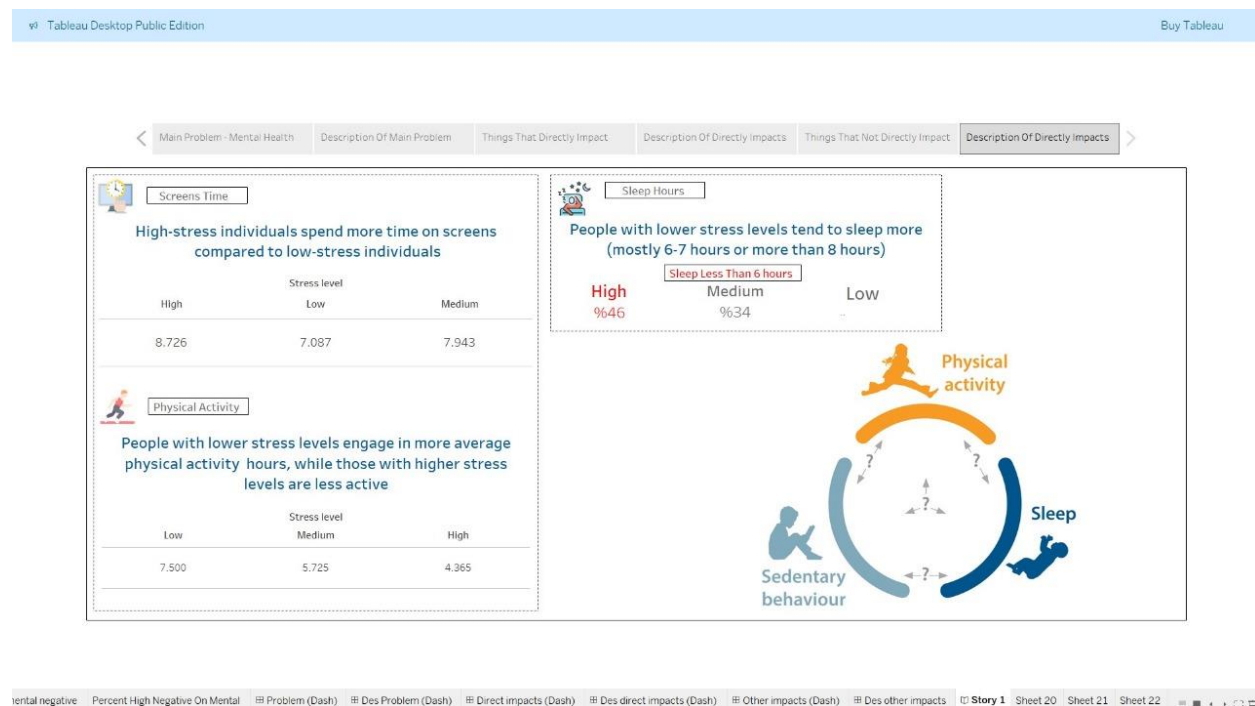 Tableau Desktop Public Edition
Buy Tableau
Main Problem - Mental Health
Description Of Main Problem
Things That Directly Impact
Description Of Directly Impacts
Things That Not Directly Impact
Description Of Directly Impacts
Screens Time
High-stress individuals spend more time on screens
compared to low-stress individuals
Stress level
High Low Medium
8.726 7.087 7.943
Physical Activity
People with lower stress levels engage in more average
physical activity hours, while those with higher stress
levels are less active
Stress level
Low Medium High
7.500 5.725 4.365
Sleep Hours
People with lower stress levels tend to sleep more
(mostly 6-7 hours or more than 8 hours)
Sleep Less Than 6 hours
High Medium Low
%46 %34
Physical
activity
?
?
?
Sleep
Sedentary
behaviour
?
mental negative
Percent High Negative On Mental
Problem (Dash)
Des Problem (Dash)
Direct impacts (Dash)
Des direct impacts (Dash)
Other impacts (Dash)
Des other impacts
Story 1
Sheet 20
Sheet 21
Sheet 22